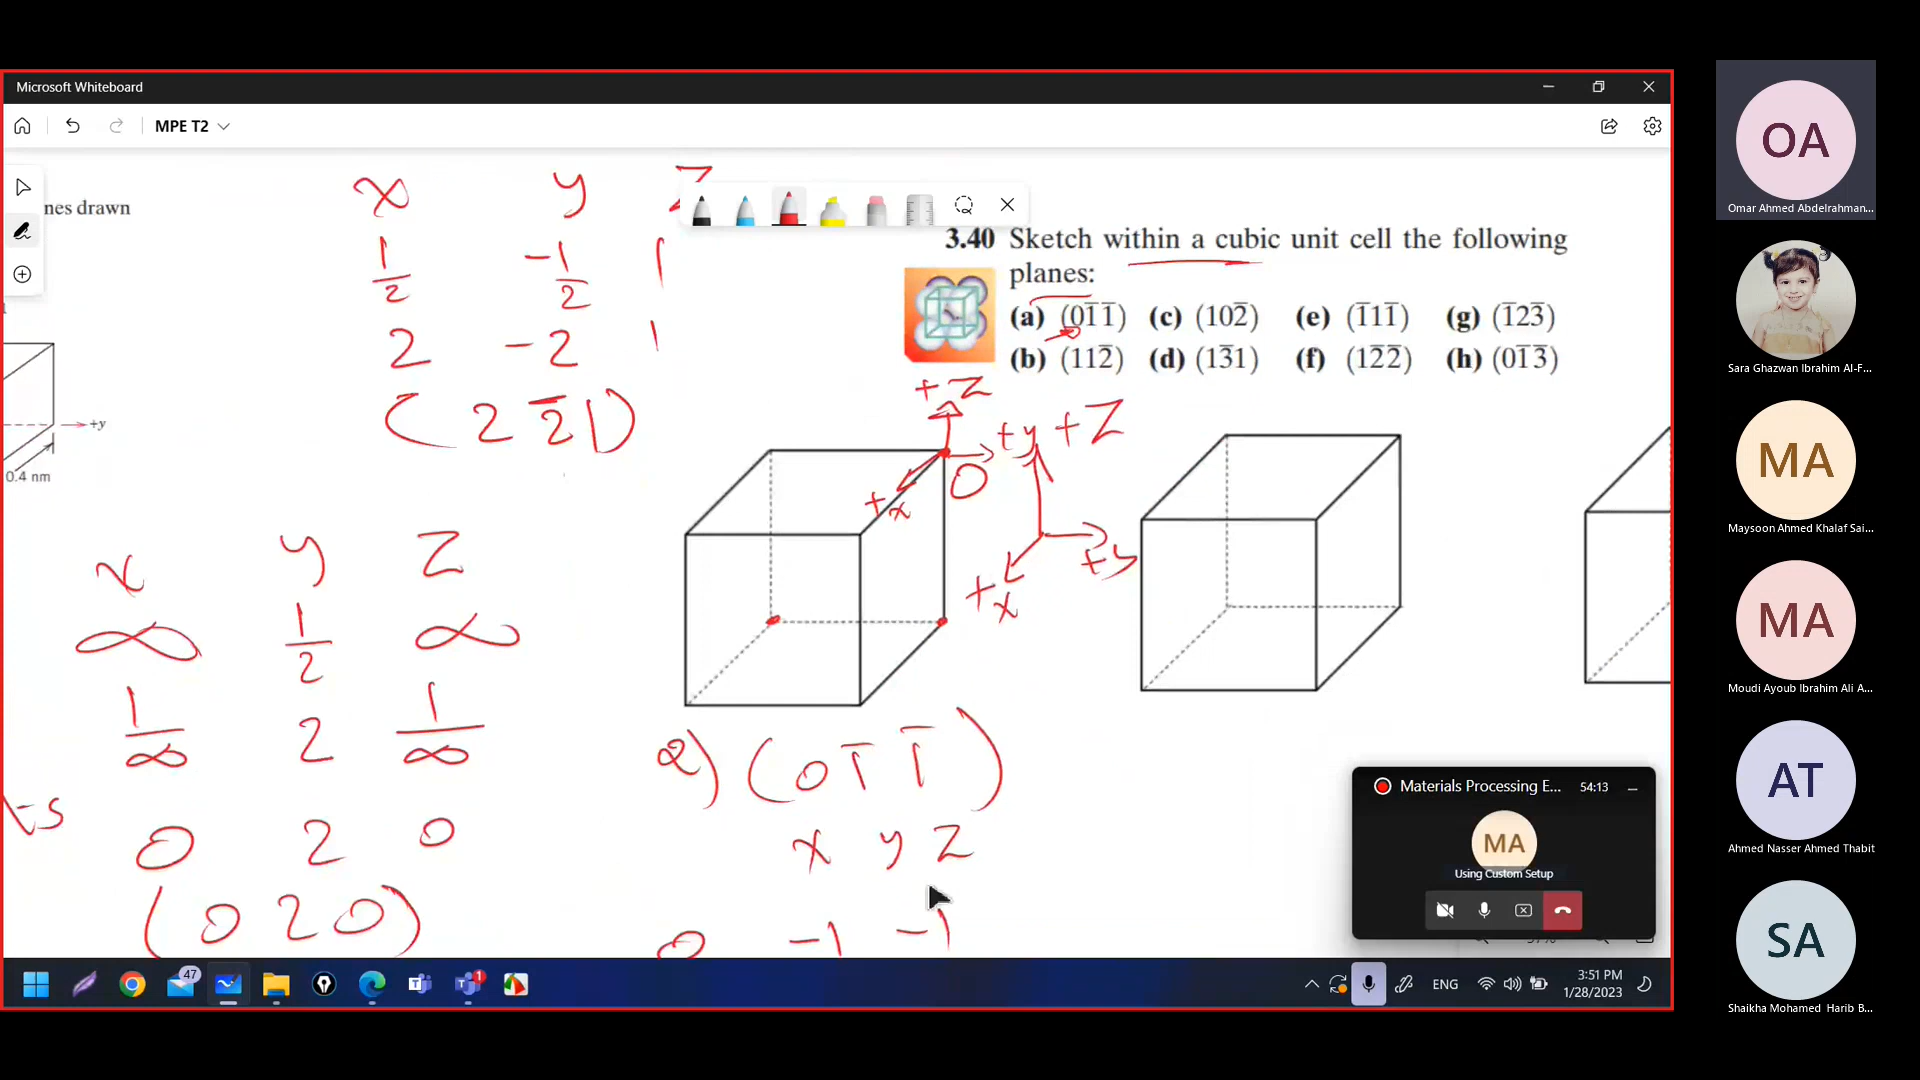 Microsoft Whiteboard
MPE T2
nes drawn
x y Z
1/2 -1/2 1
2 -2 1
( 2 2̅ 1)
+y
0.4 nm
x y Z
∞ 1/2 ∞
1/∞ 2 1/∞
0 2 0
(0 2 0)
ts
3.40 Sketch within a cubic unit cell the following
planes:
(a) (01̅1̅) (c) (102̅) (e) (1̅11̅) (g) (1̅23̅)
(b) (112̅) (d) (13̅1) (f) (12̅2̅) (h) (01̅3̅)
+Z
+y
+x
O
+Z
+y
+x
a) (0 1̅ 1̅)
x y Z
0 -1 -1
Materials Processing E... 54:13
MA
Using Custom Setup
47
1
ENG
3:51 PM
1/28/2023
OA
Omar Ahmed Abdelrahman...
Sara Ghazwan Ibrahim Al-F...
MA
Maysoon Ahmed Khalaf Sai...
MA
Moudi Ayoub Ibrahim Ali A...
AT
Ahmed Nasser Ahmed Thabit
SA
Shaikha Mohamed Harib B...